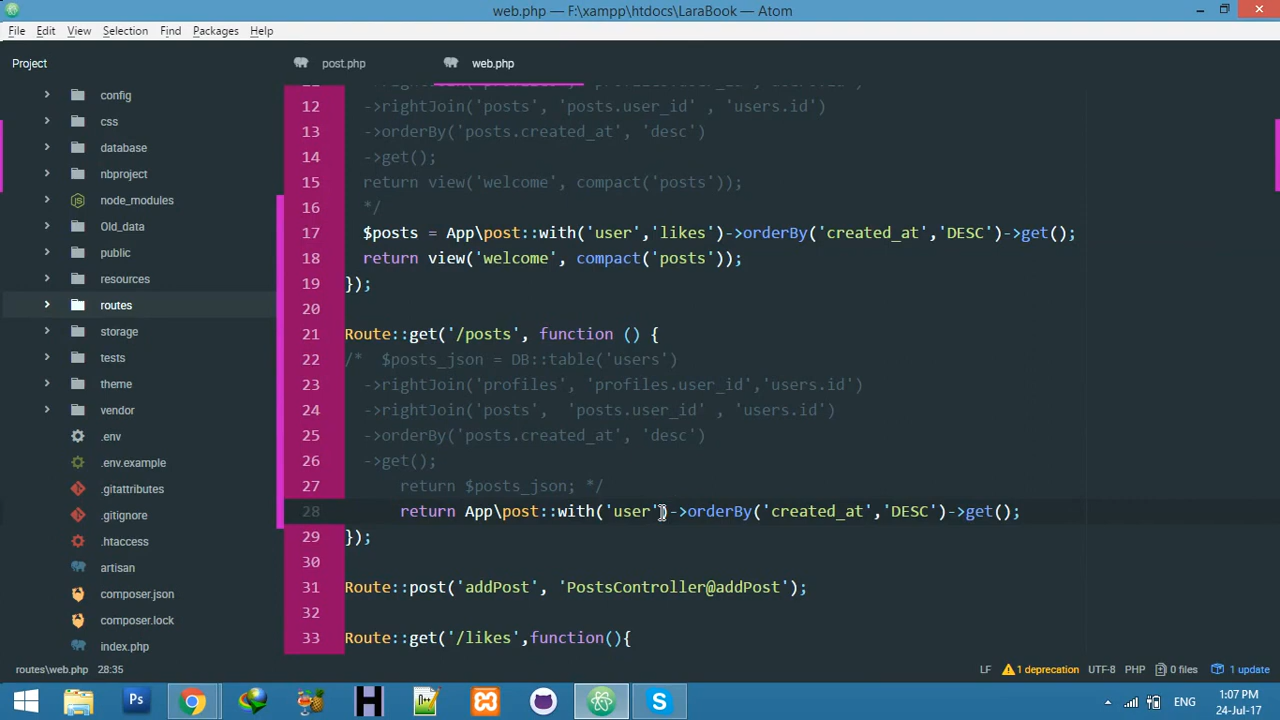 web.php — F:\xampp\htdocs\LaraBook — Atom
File Edit View Selection Find Packages Help
Project
post.php
web.php
config
css
database
nbproject
node_modules
Old_data
public
resources
routes
storage
tests
theme
vendor
.env
.env.example
.gitattributes
.gitignore
.htaccess
artisan
composer.json
composer.lock
index.php
12 ->rightJoin('posts', 'posts.user_id' , 'users.id')
13 ->orderBy('posts.created_at', 'desc')
14 ->get();
15 return view('welcome', compact('posts'));
16 */
17 $posts = App\post::with('user','likes')->orderBy('created_at','DESC')->get();
18 return view('welcome', compact('posts'));
19 });
20
21 Route::get('/posts', function () {
22 /*  $posts_json = DB::table('users')
23 ->rightJoin('profiles', 'profiles.user_id','users.id')
24 ->rightJoin('posts',  'posts.user_id' , 'users.id')
25 ->orderBy('posts.created_at', 'desc')
26 ->get();
27 return $posts_json; */
28 return App\post::with('user')->orderBy('created_at','DESC')->get();
29 });
30
31 Route::post('addPost', 'PostsController@addPost');
32
33 Route::get('/likes',function(){
routes\web.php 28:35 LF 1 deprecation UTF-8 PHP 0 files 1 update
Ps
H
ENG
1:07 PM
24-Jul-17